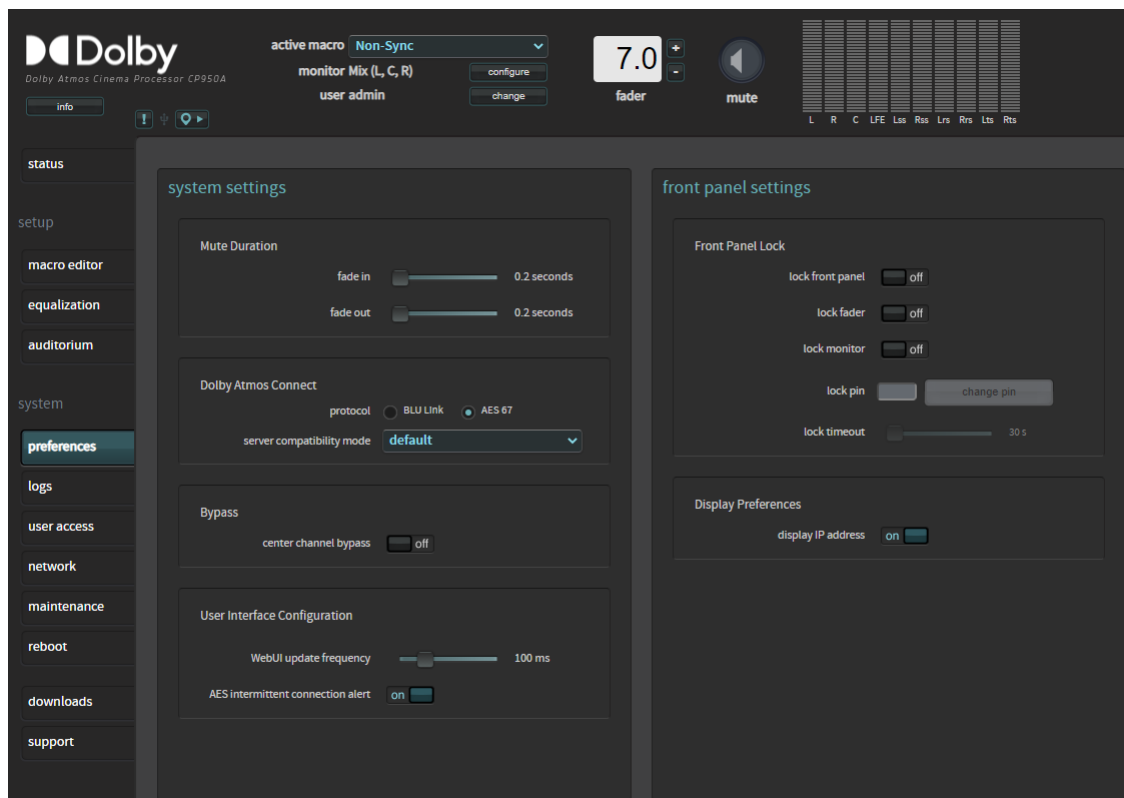 Dolby
Dolby Atmos Cinema Processor CP950A
info
active macro Non-Sync
monitor Mix (L, C, R) configure
user admin change
7.0
+
-
fader
mute
L R C LFE Lss Rss Lrs Rrs Lts Rts
status
setup
macro editor
equalization
auditorium
system
preferences
logs
user access
network
maintenance
reboot
downloads
support
system settings
Mute Duration
fade in 0.2 seconds
fade out 0.2 seconds
Dolby Atmos Connect
protocol BLU Link AES 67
server compatibility mode default
Bypass
center channel bypass off
User Interface Configuration
WebUI update frequency 100 ms
AES intermittent connection alert on
front panel settings
Front Panel Lock
lock front panel off
lock fader off
lock monitor off
lock pin change pin
lock timeout 30 s
Display Preferences
display IP address on